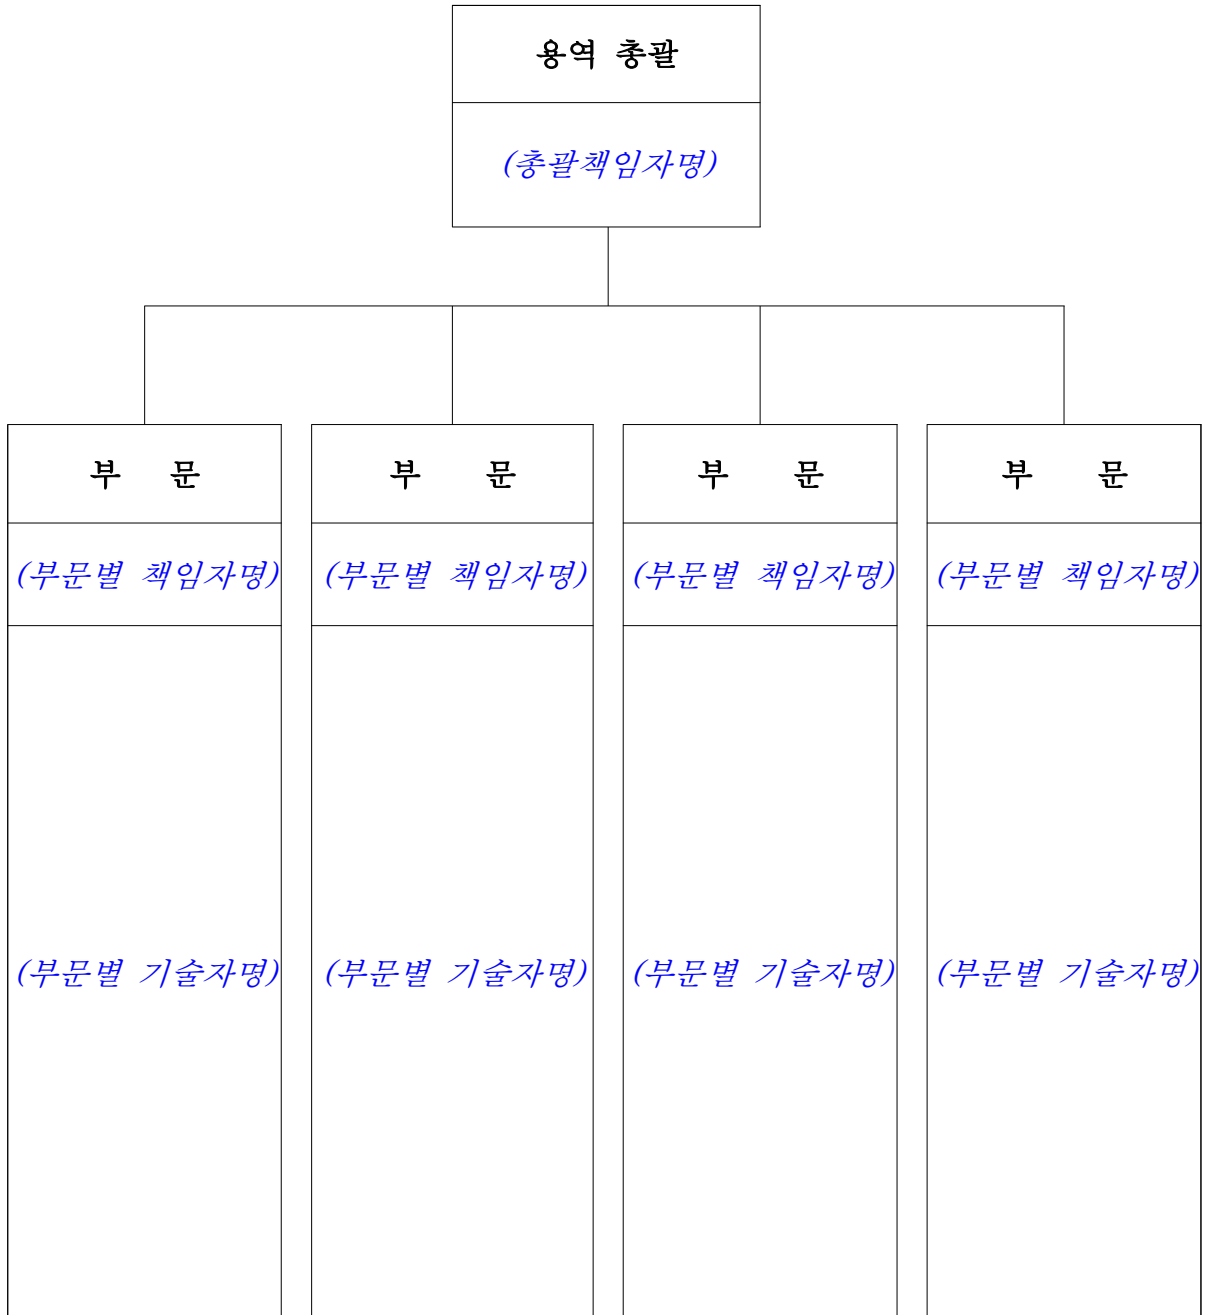 용역 총괄
(총괄책임자명)
부 문 부 문 부 문 부 문
(부문별 책임자명) (부문별 책임자명) (부문별 책임자명) (부문별 책임자명)
(부문별 기술자명) (부문별 기술자명) (부문별 기술자명) (부문별 기술자명)